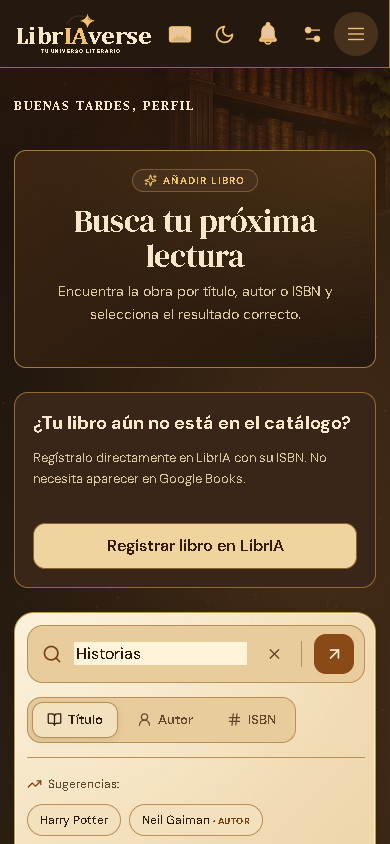 LibrIAverse
TU UNIVERSO LITERARIO
BUENAS TARDES, PERFIL
AÑADIR LIBRO
Busca tu próxima
lectura
Encuentra la obra por título, autor o ISBN y
selecciona el resultado correcto.
¿Tu libro aún no está en el catálogo?
Regístralo directamente en LibrIA con su ISBN. No
necesita aparecer en Google Books.
Registrar libro en LibrIA
Historias
Título Autor ISBN
Sugerencias:
Harry Potter Neil Gaiman · AUTOR